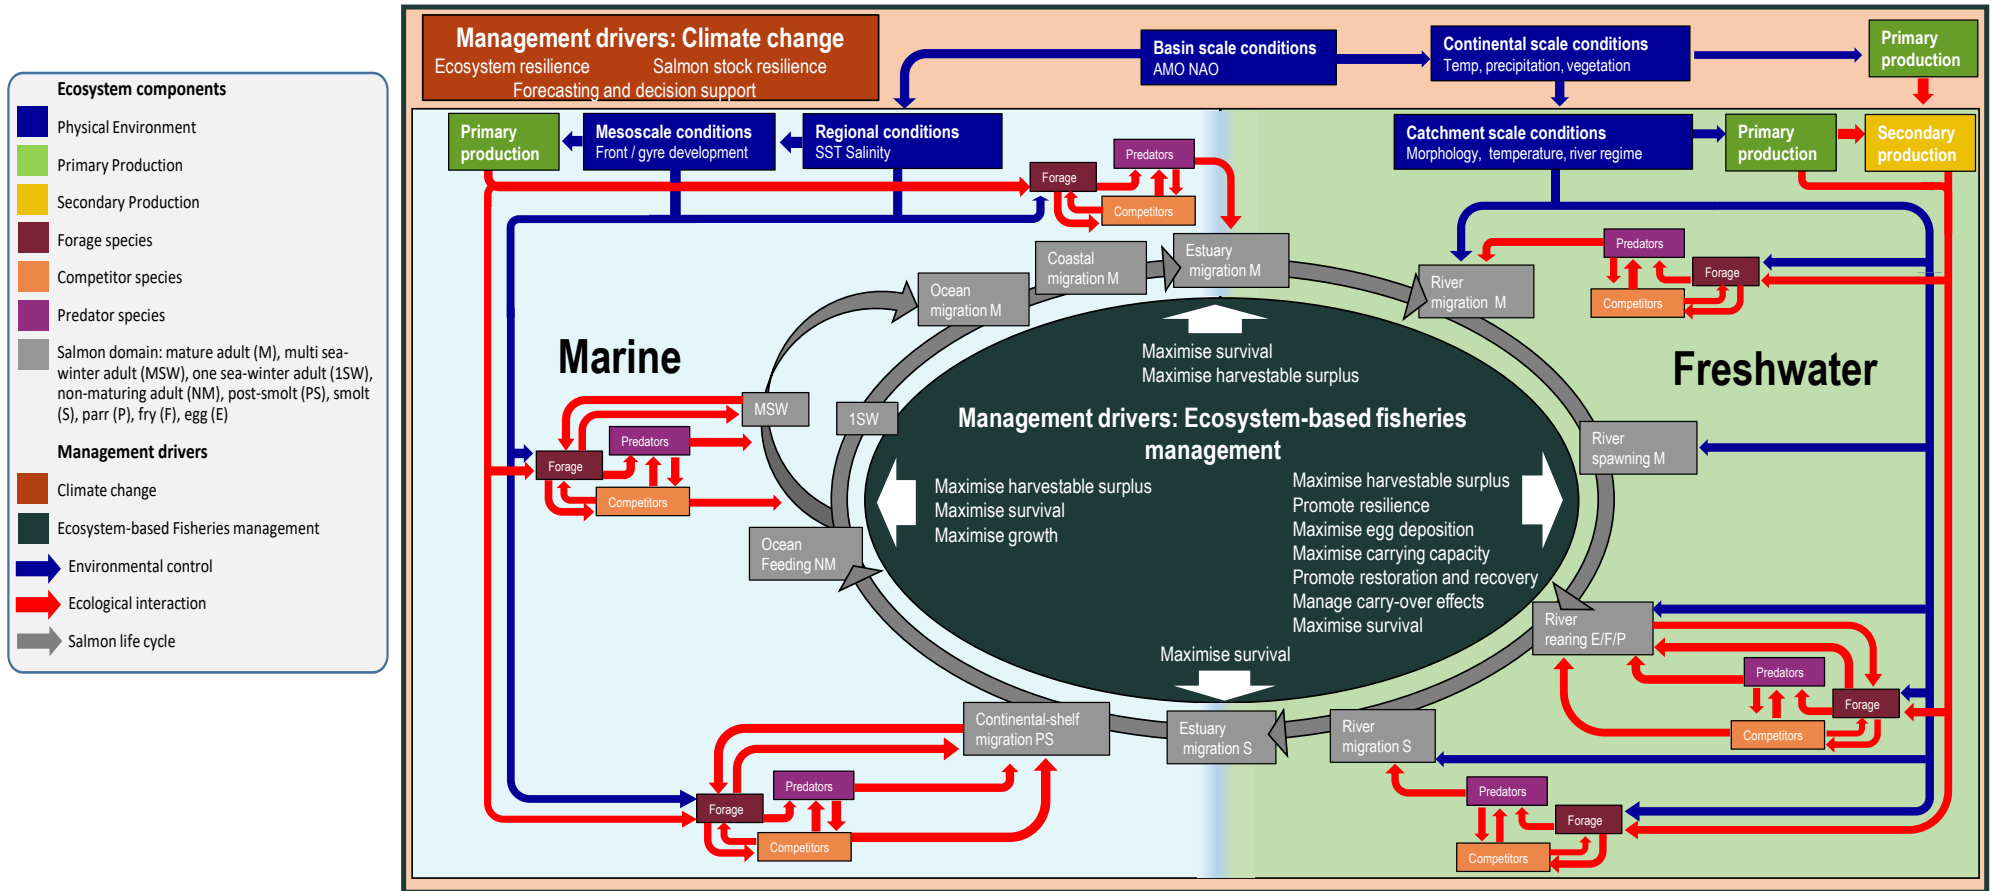 Ecosystem components
Physical Environment
Primary Production
Secondary Production
Forage species
Competitor species
Predator species
Salmon domain: mature adult (M), multi sea-
winter adult (MSW), one sea-winter adult (1SW),
non-maturing adult (NM), post-smolt (PS), smolt
(S), parr (P), fry (F), egg (E)
Management drivers
Climate change
Ecosystem-based Fisheries management
Environmental control
Ecological interaction
Salmon life cycle
Management drivers: Climate change
Ecosystem resilience
Salmon stock resilience
Forecasting and decision support
Basin scale conditions
AMO NAO
Continental scale conditions
Temp, precipitation, vegetation
Primary
production
Primary
production
Mesoscale conditions
Front / gyre development
Regional conditions
SST Salinity
Catchment scale conditions
Morphology, temperature, river regime
Primary
production
Secondary
production
Predators
Forage
Competitors
Predators
Forage
Competitors
Estuary
migration M
Coastal
migration M
Ocean
migration M
River
migration M
Marine
Freshwater
Maximise survival
Maximise harvestable surplus
MSW
1SW
Management drivers: Ecosystem-based fisheries
management
River
spawning M
Predators
Forage
Competitors
Maximise harvestable surplus
Maximise survival
Maximise growth
Maximise harvestable surplus
Promote resilience
Maximise egg deposition
Maximise carrying capacity
Promote restoration and recovery
Manage carry-over effects
Maximise survival
Ocean
Feeding NM
River
rearing E/F/P
Maximise survival
Predators
Forage
Competitors
Continental-shelf
migration PS
Estuary
migration S
River
migration S
Predators
Forage
Competitors
Predators
Forage
Competitors